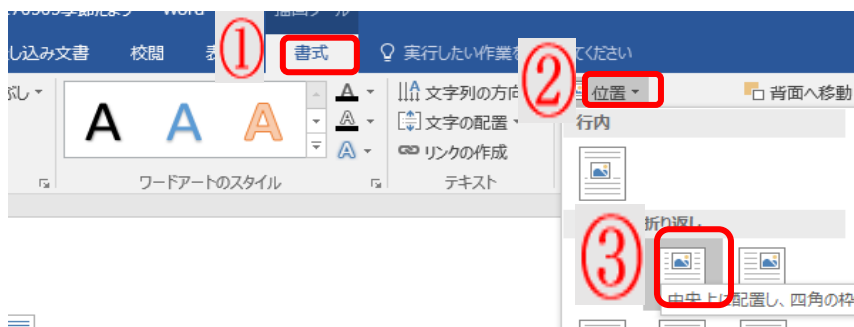 Word
①
し込み文書 校閲 書式 実行したい作業を ください
②
文字列の方向 位置 背面へ移動
A A A A
文字の配置 行内
リンクの作成
ワードアートのスタイル テキスト
折り返し
③
中央上に配置し、四角の枠